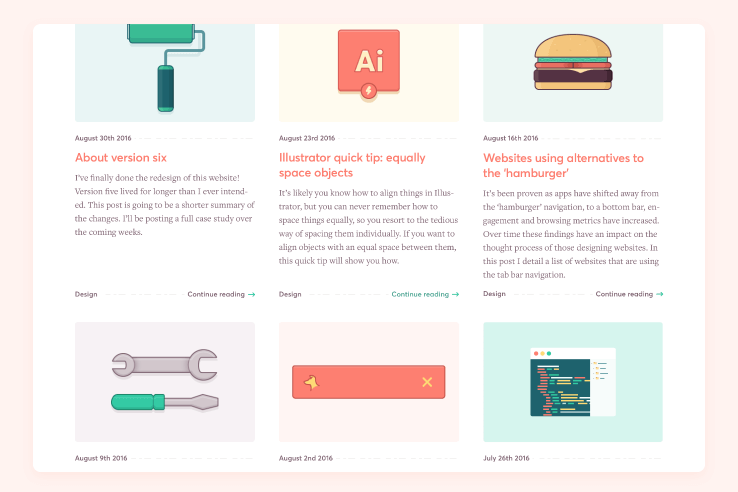 Ai
August 30th 2016
About version six
I've finally done the redesign of this website!
Version five lived for longer than I ever intend-
ed. This post is going to be a shorter summary of
the changes. I'll be posting a full case study over
the coming weeks.
Design
Continue reading →
August 23rd 2016
Illustrator quick tip: equally
space objects
It's likely you know how to align things in Illus-
trator, but you can never remember how to
space things equally, so you resort to the tedious
way of spacing them individually. If you want to
align objects with an equal space between them,
this quick tip will show you how.
Design
Continue reading →
August 16th 2016
Websites using alternatives to
the 'hamburger'
It's been proven as apps have shifted away from
the 'hamburger' navigation, to a bottom bar, en-
gagement and browsing metrics have increased.
Over time these findings have an impact on the
thought process of those designing websites. In
this post I detail a list of websites that are using
the tab bar navigation.
Design
Continue reading →
August 9th 2016
August 2nd 2016
July 26th 2016